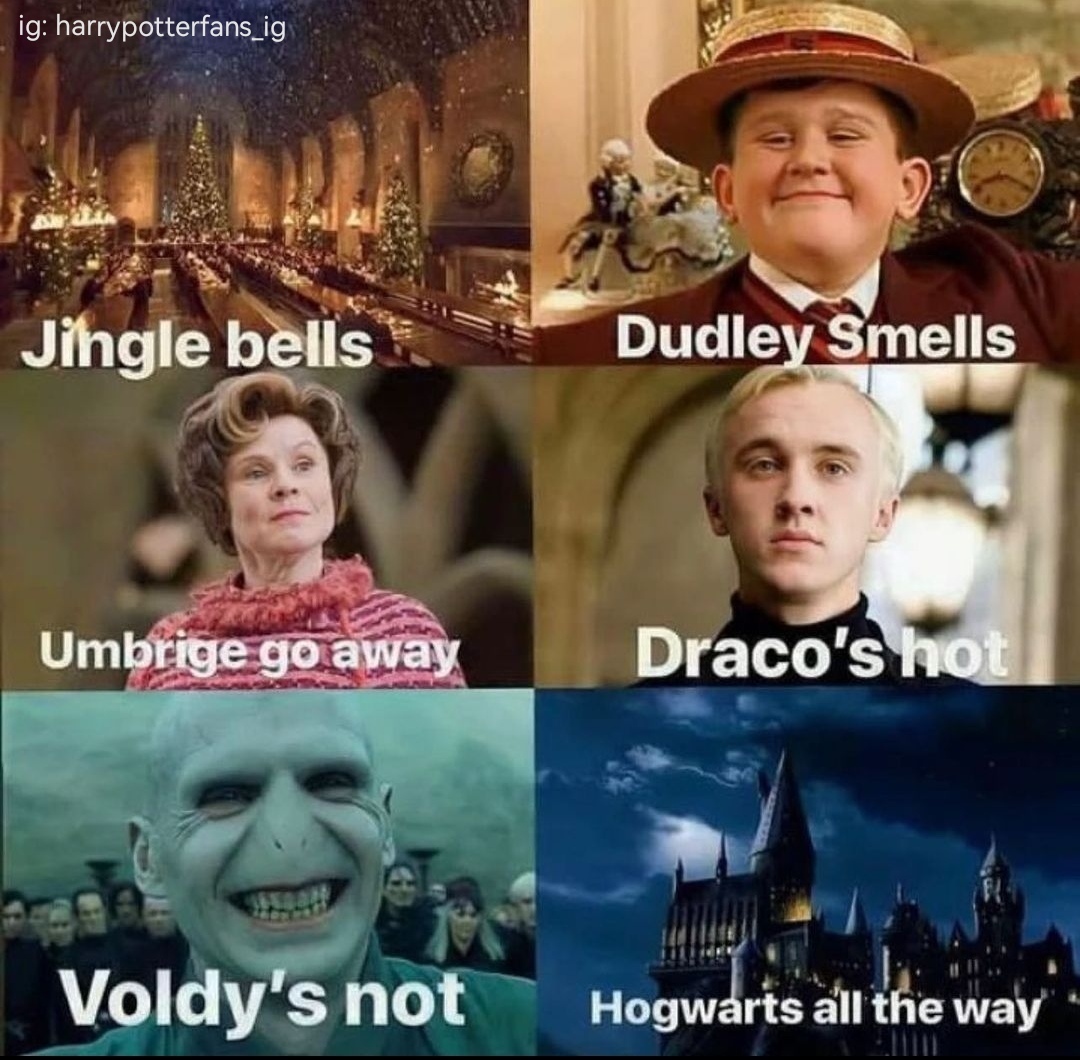 ig: harrypotterfans_ig
Jingle bells
Dudley Smells
Umbrige go away
Draco's hot
Voldy's not
Hogwarts all the way